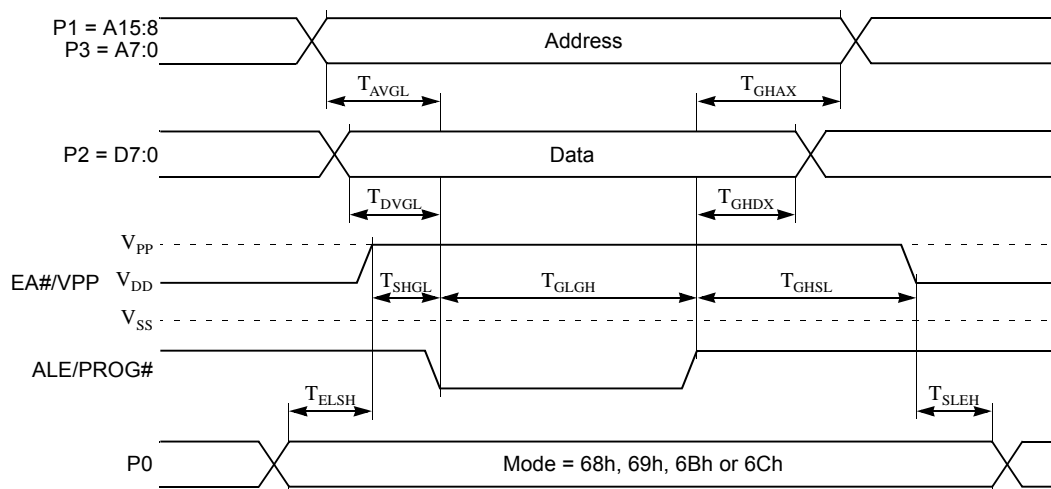 P1 = A15:8
P3 = A7:0
Address
TAVGL
TGHAX
P2 = D7:0
Data
TDVGL
TGHDX
VPP
EA#/VPP VDD
TSHGL
TGLGH
TGHSL
VSS
ALE/PROG#
TELSH
TSLEH
P0
Mode = 68h, 69h, 6Bh or 6Ch